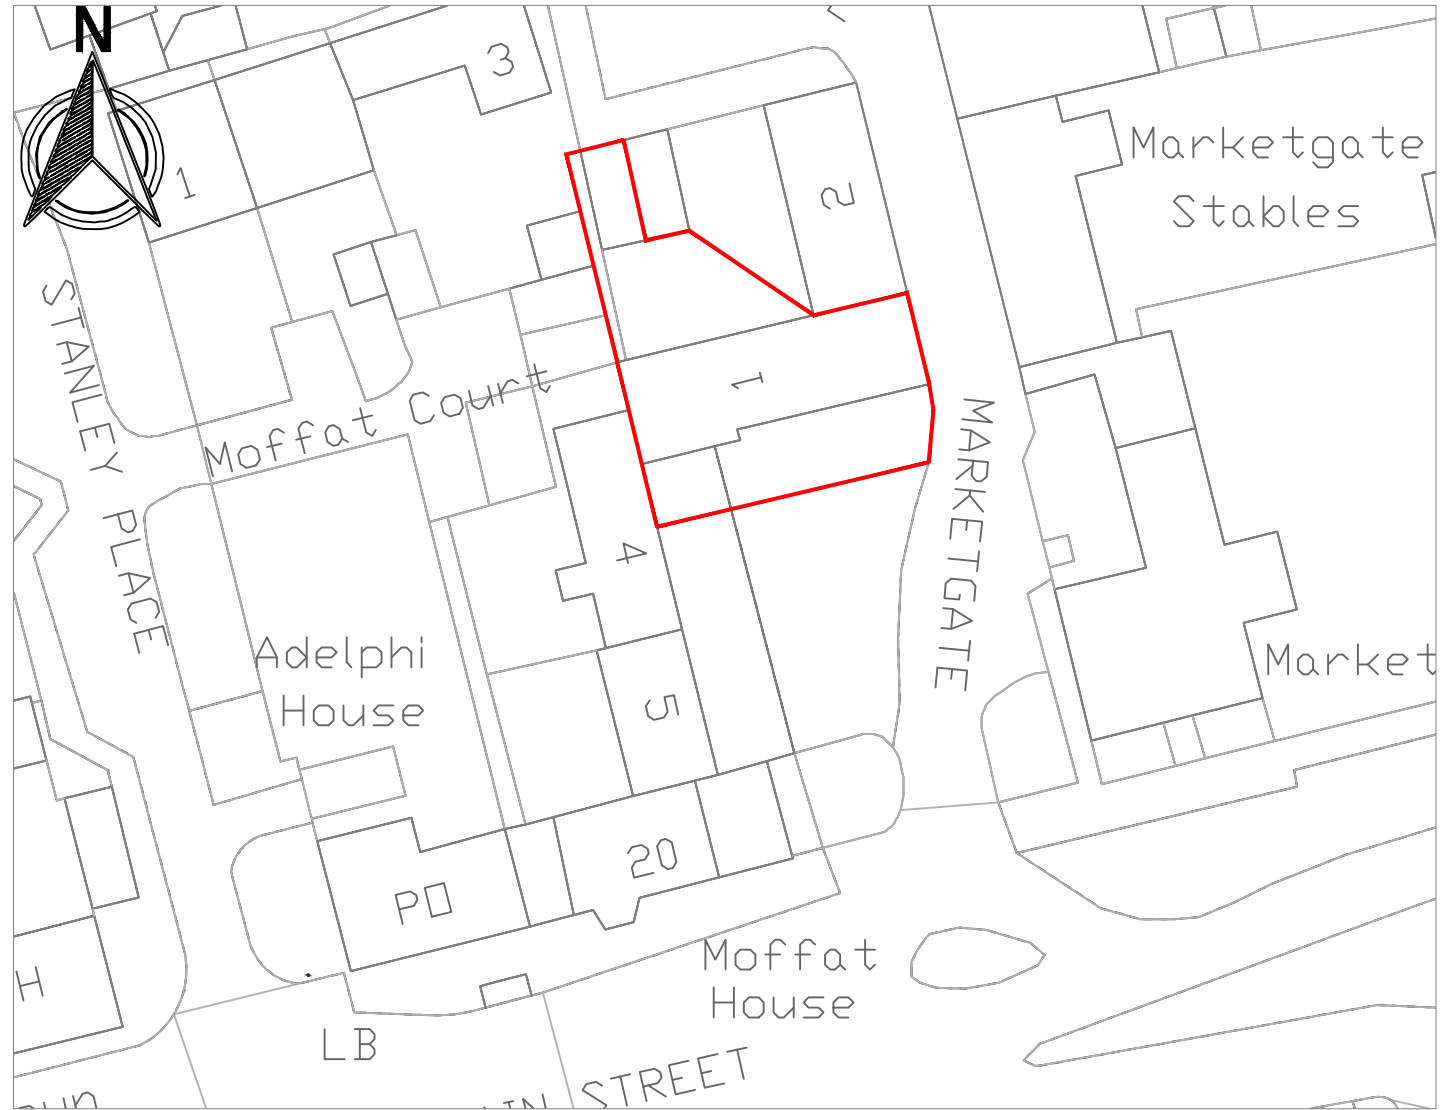 N
3
1
2
Marketgate
Stables
STANLEY PLACE
Moffat Court
1
MARKETGATE
4
Adelphi
House
5
Market
20
PO
H
Moffat
House
LB
STREET